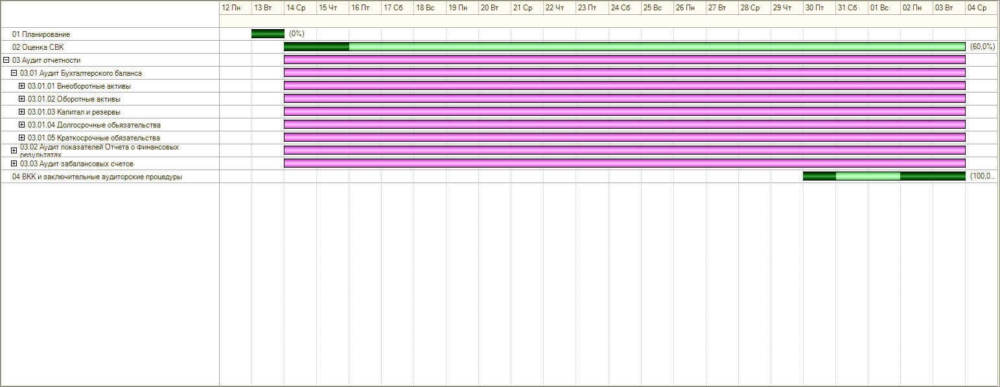 12 Пн 13 Вт 14 Ср 15 Чт 16 Пт 17 Сб 18 Вс 19 Пн 20 Вт 21 Ср 22 Чт 23 Пт 24 Сб 25 Вс 26 Пн 27 Вт 28 Ср 29 Чт 30 Пт 31 Сб 01 Вс 02 Пн 03 Вт 04 Ср
01 Планирование (0%)
02 Оценка СВК (60,0%)
03 Аудит отчетности
03.01 Аудит Бухгалтерского баланса
03.01.01 Внеоборотные активы
03.01.02 Оборотные активы
03.01.03 Капитал и резервы
03.01.04 Долгосрочные обьязательства
03.01.05 Краткосрочные обязательства
03.02 Аудит показателей Отчета о финансовых
результатах
03.03 Аудит забалансовых счетов
04 ВКК и заключительные аудиторские процедуры (100,0...